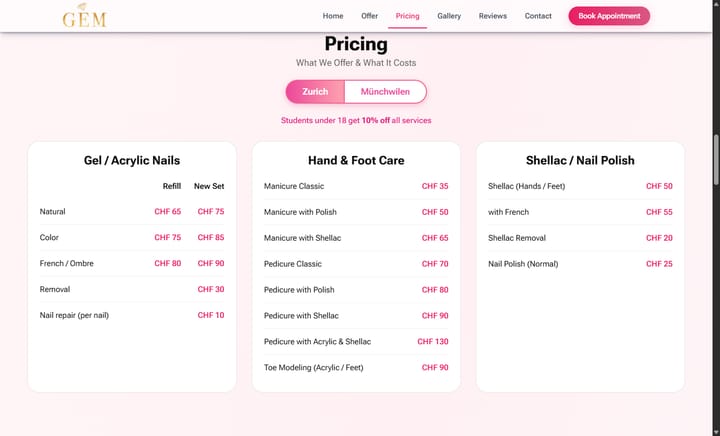 GEM
Home Offer Pricing Gallery Reviews Contact Book Appointment
Pricing
What We Offer & What It Costs
Zurich Münchwilen
Students under 18 get 10% off all services
Gel / Acrylic Nails
Refill New Set
Natural CHF 65 CHF 75
Color CHF 75 CHF 85
French / Ombre CHF 80 CHF 90
Removal CHF 30
Nail repair (per nail) CHF 10
Hand & Foot Care
Manicure Classic CHF 35
Manicure with Polish CHF 50
Manicure with Shellac CHF 65
Pedicure Classic CHF 70
Pedicure with Polish CHF 80
Pedicure with Shellac CHF 90
Pedicure with Acrylic & Shellac CHF 130
Toe Modeling (Acrylic / Feet) CHF 90
Shellac / Nail Polish
Shellac (Hands / Feet) CHF 50
with French CHF 55
Shellac Removal CHF 20
Nail Polish (Normal) CHF 25